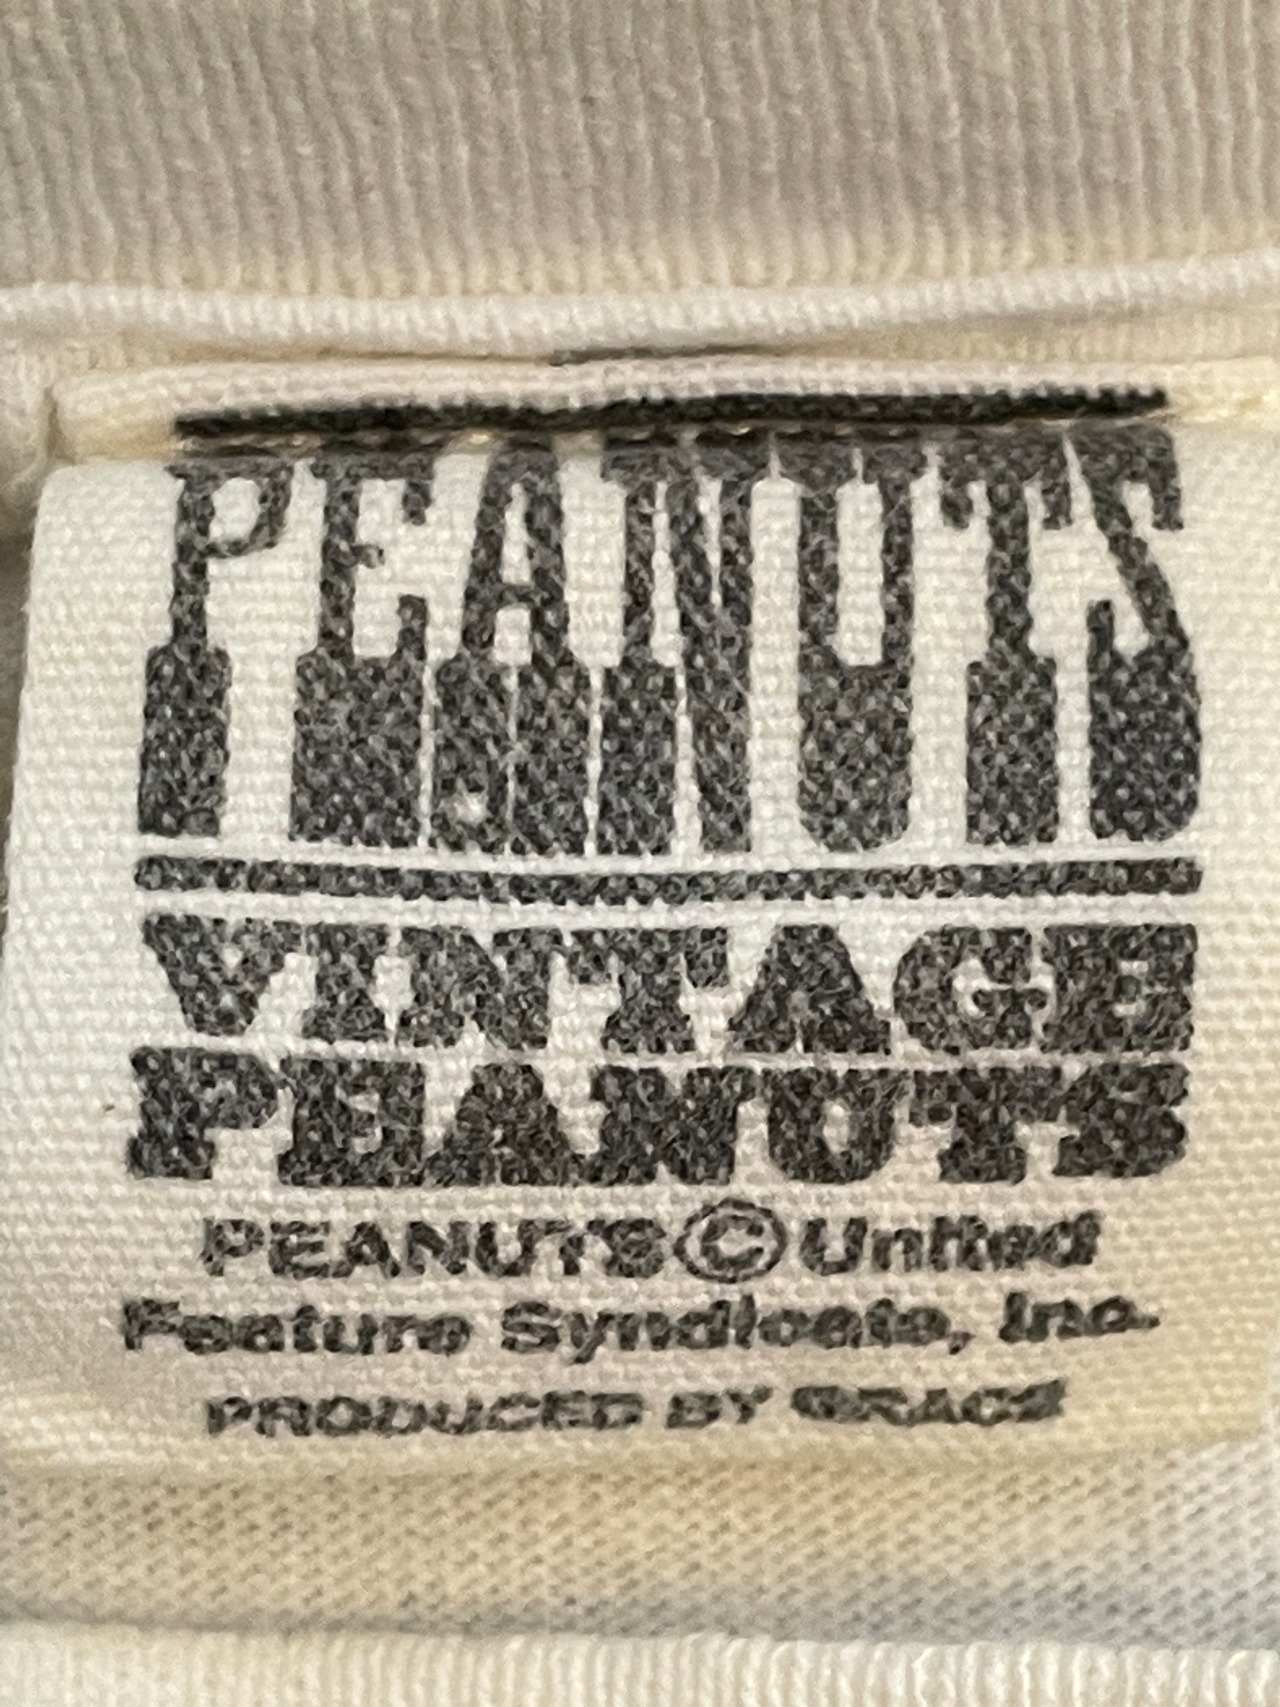 PEANUTS
VINTAGE
PEANUTS
PEANUTS © United
Feature Syndicate, Inc.
PRODUCED BY GRACE